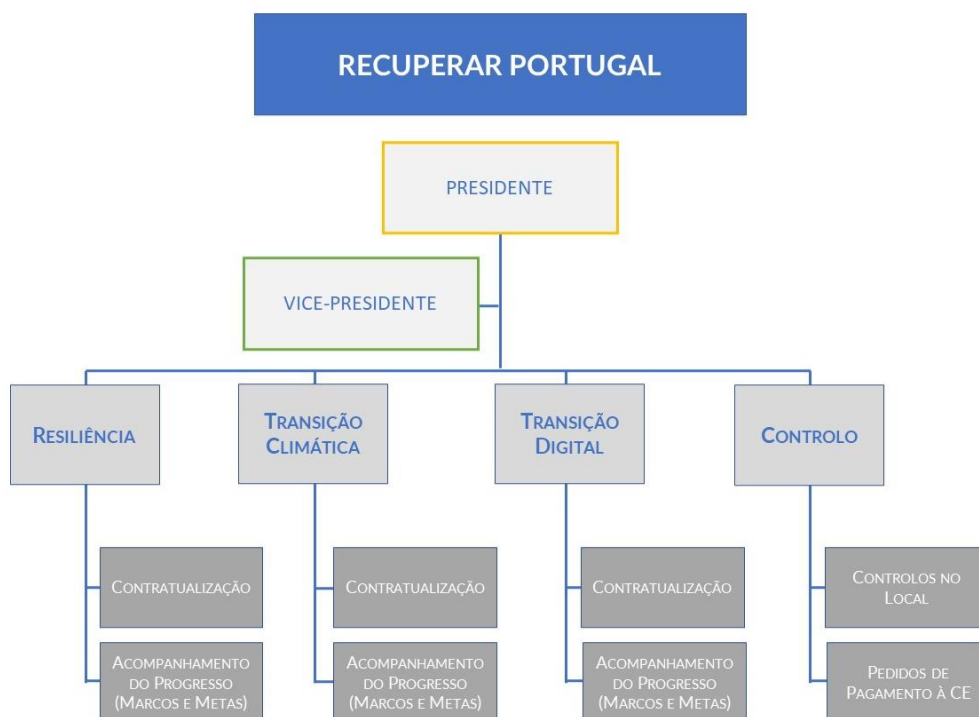 RECUPERAR PORTUGAL
PRESIDENTE
VICE-PRESIDENTE
RESILIÊNCIA
TRANSIÇÃO
CLIMÁTICA
TRANSIÇÃO
DIGITAL
CONTROLO
CONTRATUALIZAÇÃO
CONTRATUALIZAÇÃO
CONTRATUALIZAÇÃO
CONTROLOS NO
LOCAL
ACOMPANHAMENTO
DO PROGRESSO
(MARCOS E METAS)
ACOMPANHAMENTO
DO PROGRESSO
(MARCOS E METAS)
ACOMPANHAMENTO
DO PROGRESSO
(MARCOS E METAS)
PEDIDOS DE
PAGAMENTO À CE